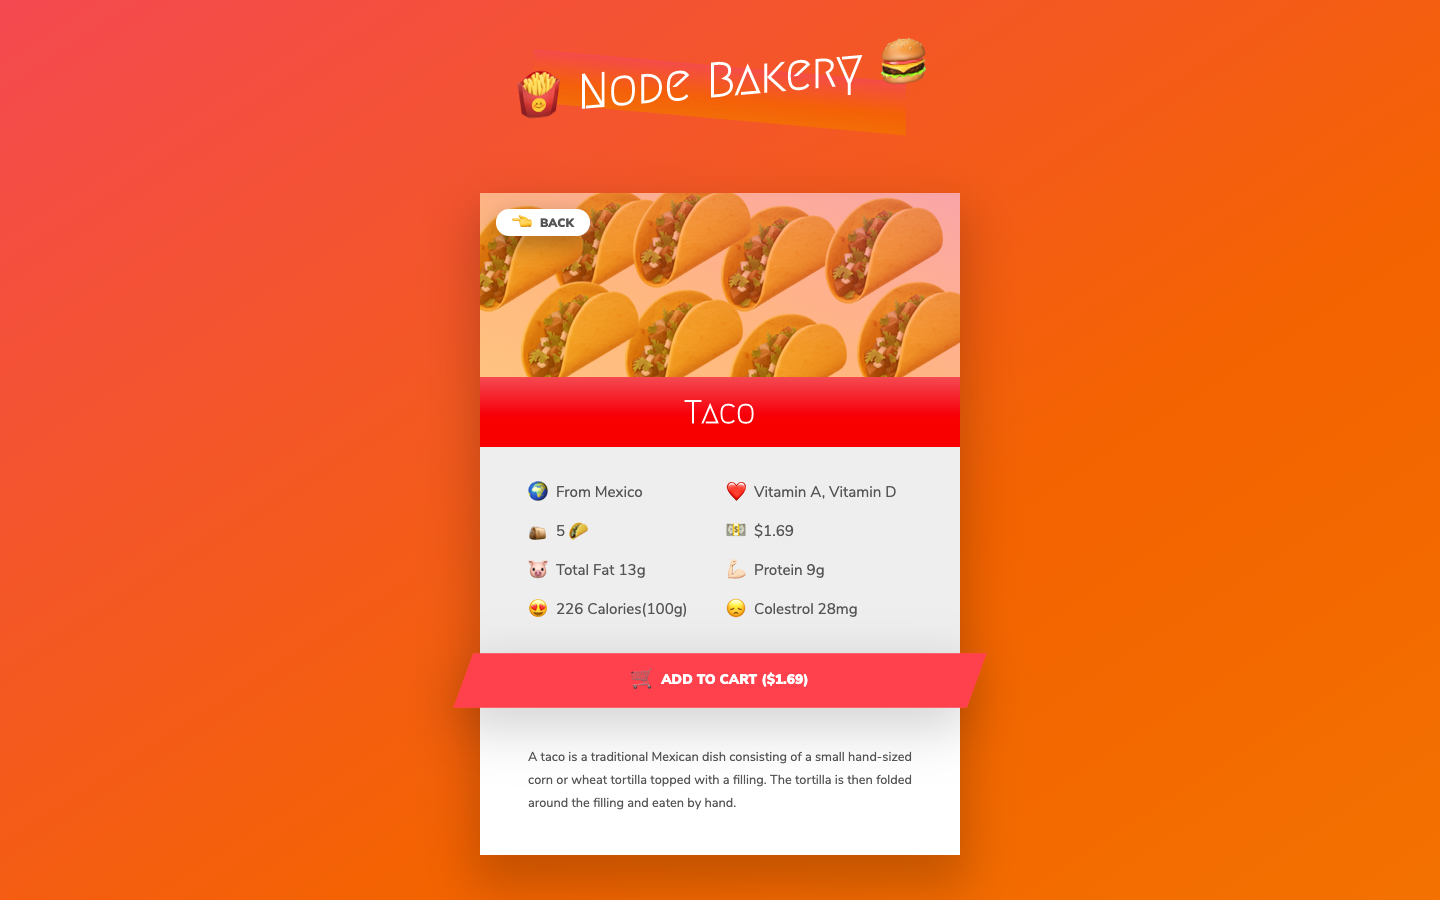 Node Bakery
BACK
Taco
From Mexico
Vitamin A, Vitamin D
5
$1.69
Total Fat 13g
Protein 9g
226 Calories(100g)
Colestrol 28mg
ADD TO CART ($1.69)
A taco is a traditional Mexican dish consisting of a small hand-sized
corn or wheat tortilla topped with a filling. The tortilla is then folded
around the filling and eaten by hand.